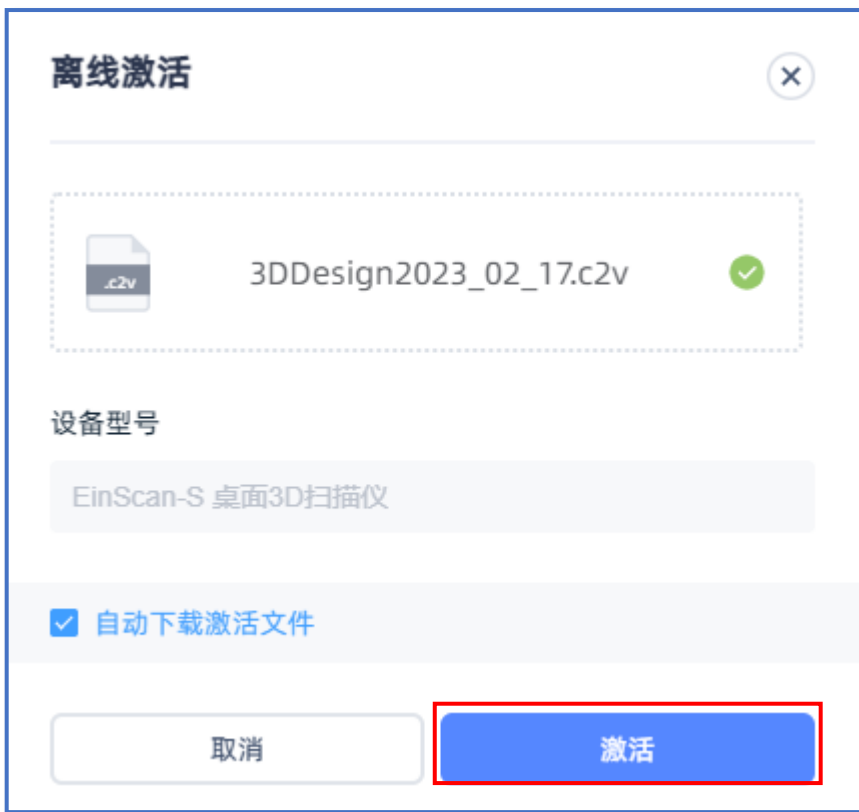 离线激活
.c2v
3DDesign2023_02_17.c2v
设备型号
EinScan-S 桌面3D扫描仪
自动下载激活文件
取消
激活